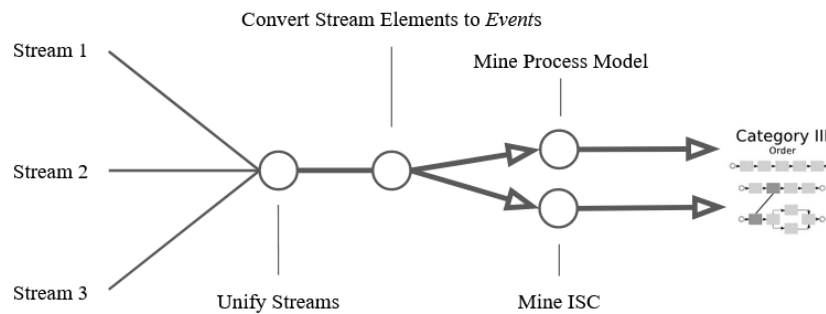 Convert Stream Elements to Events
Stream 1
Mine Process Model
Category III
Order
Stream 2
Stream 3
Unify Streams
Mine ISC